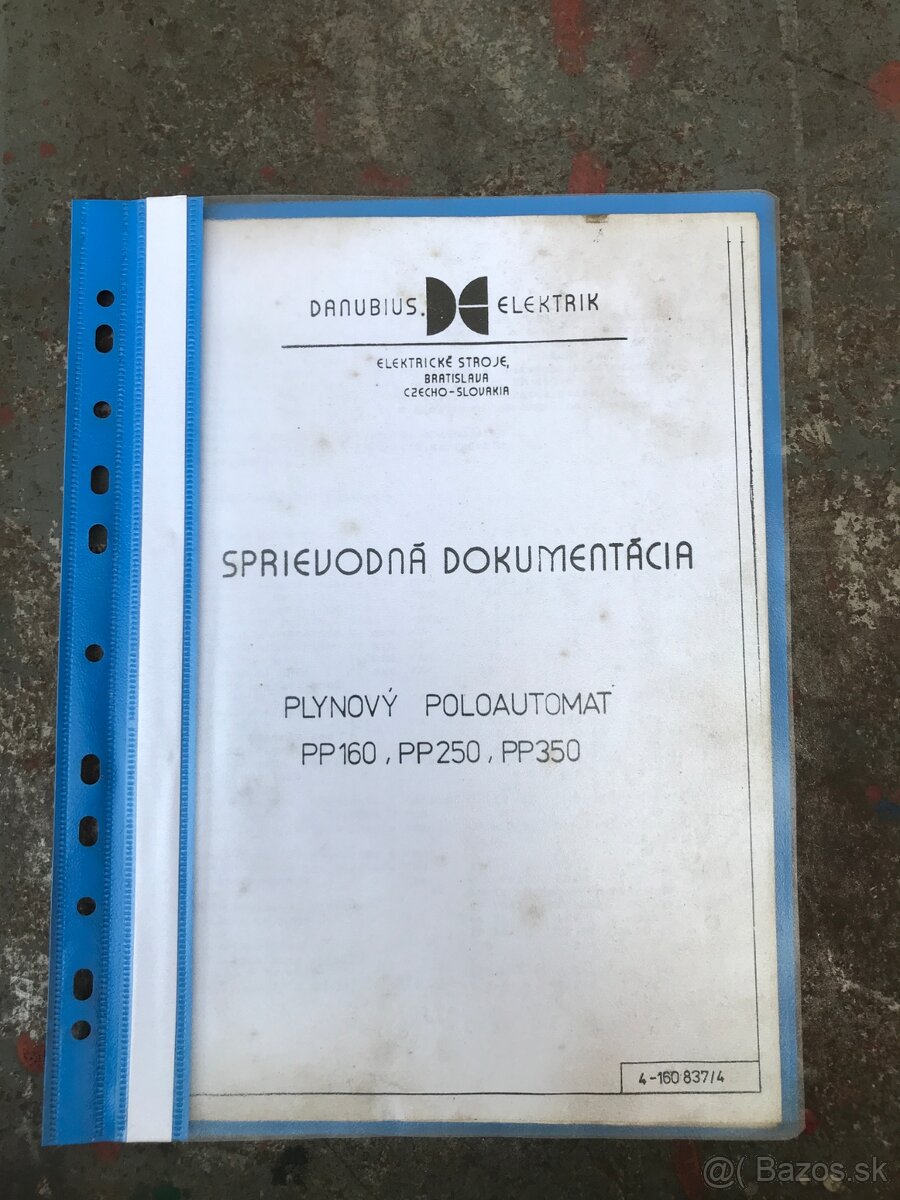 DANUBIUS. ELEKTRIK
ELEKTRICKÉ STROJE,
BRATISLAVA
CZECHO-SLOVAKIA
SPRIEVODNÁ DOKUMENTÁCIA
PLYNOVÝ POLOAUTOMAT
PP160, PP250, PP350
4-160 837/4
@( Bazos.sk